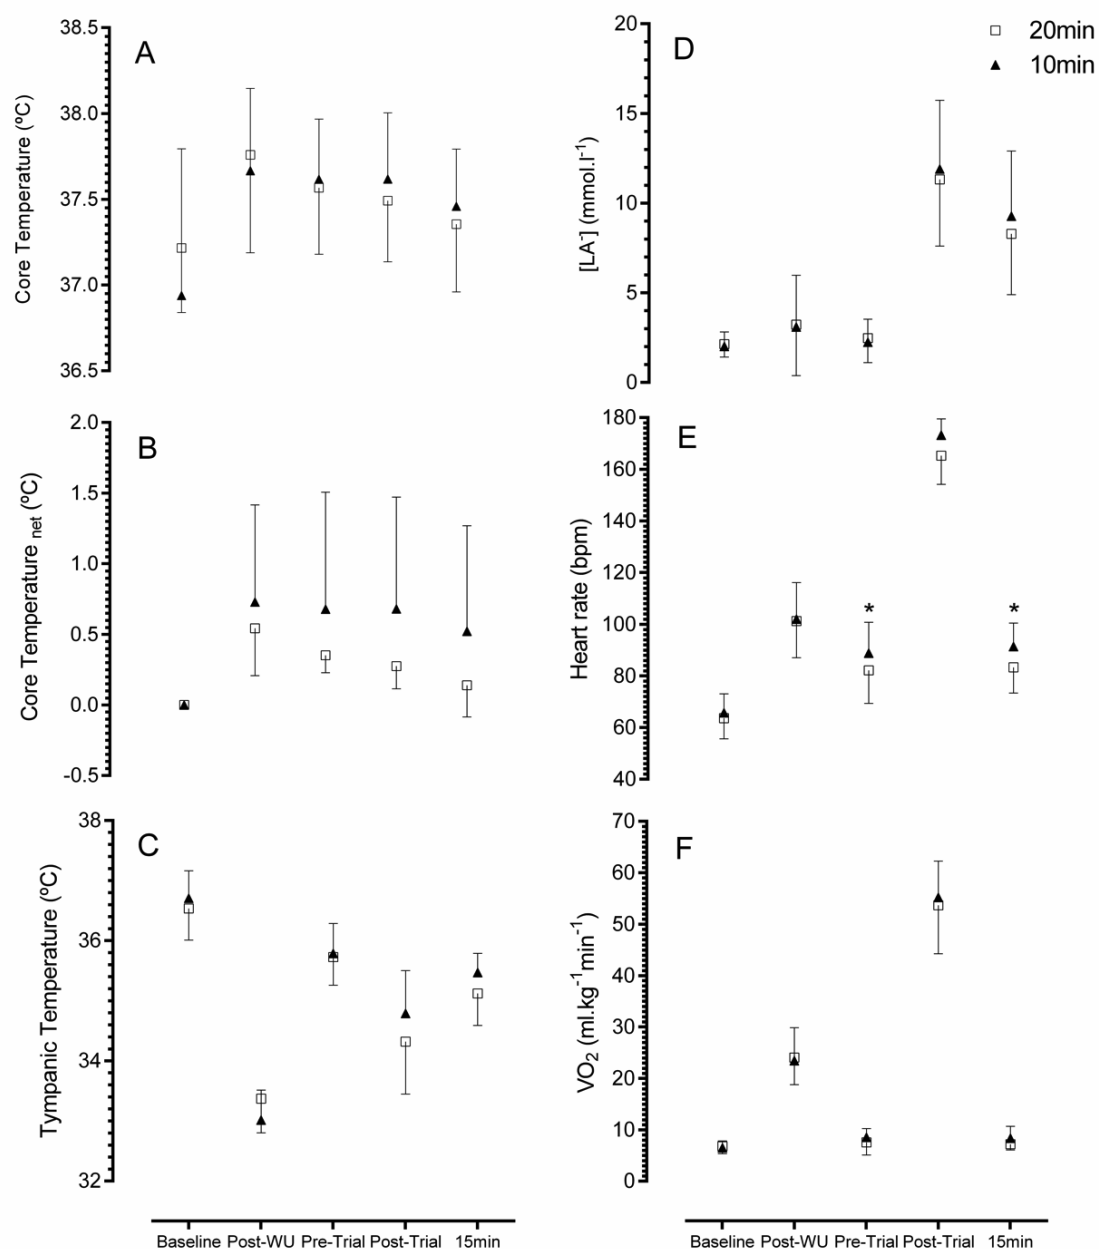 A
Core Temperature (ºC)
38.5
38.0
37.5
37.0
36.5
D
[LA⁻] (mmol.l⁻¹)
20
15
10
5
0
20min
10min
B
Core Temperature net (ºC)
2.0
1.5
1.0
0.5
0.0
-0.5
E
Heart rate (bpm)
180
160
140
120
100
80
60
40
*
*
C
Tympanic Temperature (ºC)
38
36
34
32
F
VO₂ (ml.kg⁻¹min⁻¹)
70
60
50
40
30
20
10
0
Baseline Post-WU Pre-Trial Post-Trial 15min
Baseline Post-WU Pre-Trial Post-Trial 15min